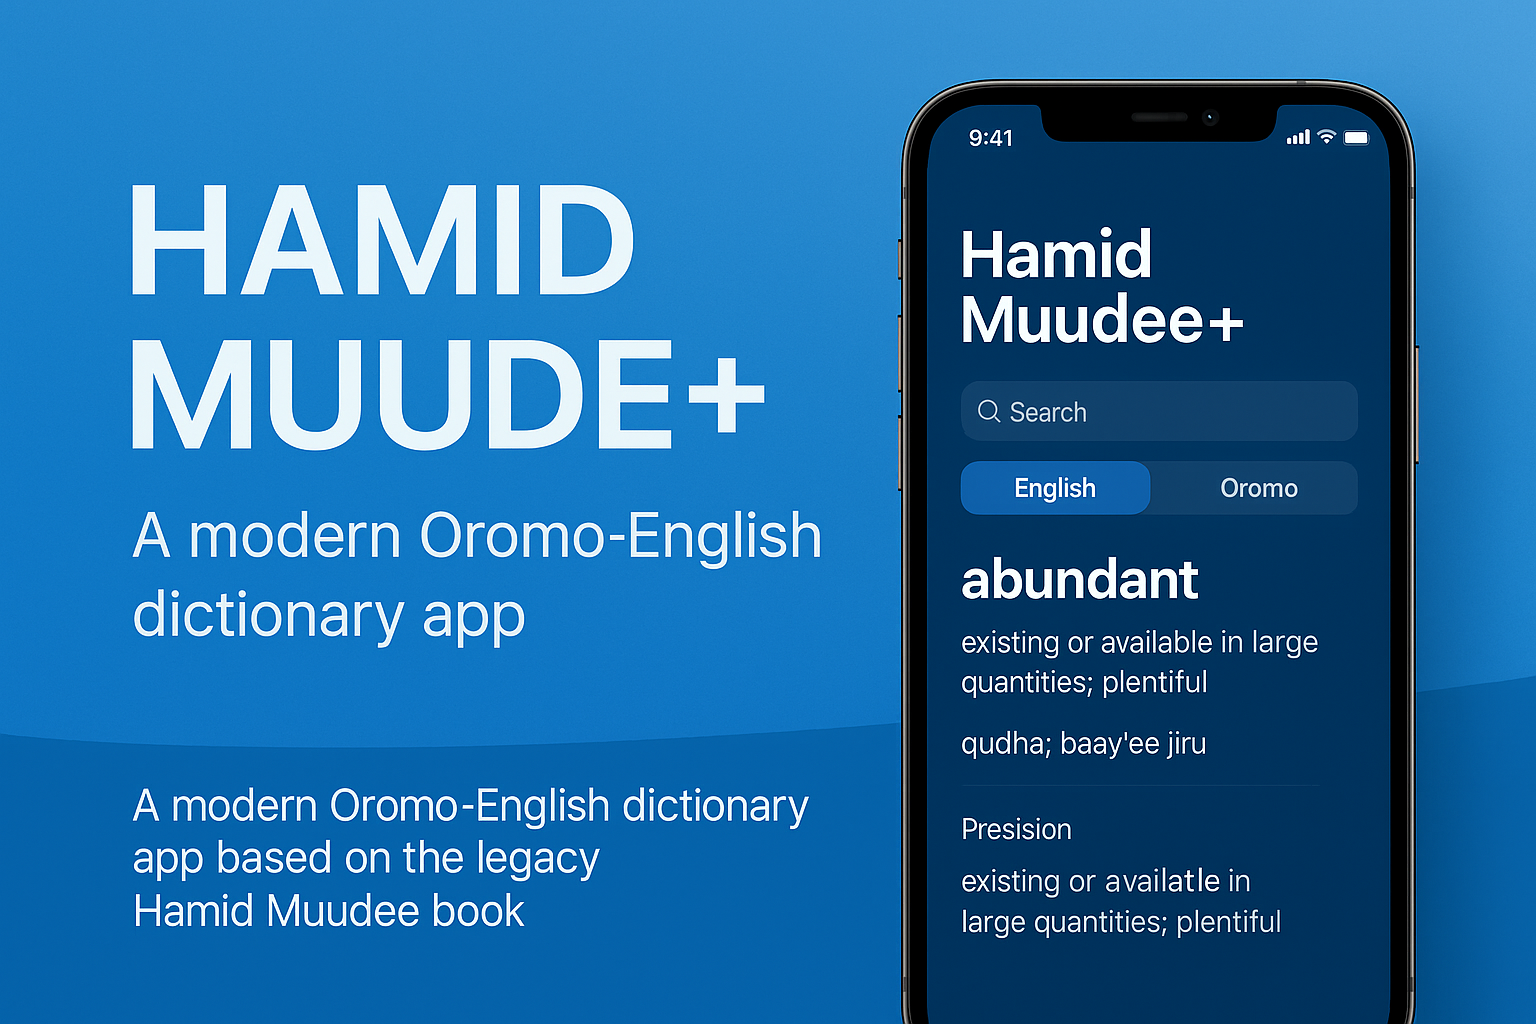 HAMID
MUUDE+
A modern Oromo-English
dictionary app
A modern Oromo-English dictionary
app based on the legacy
Hamid Muudee book
9:41
Hamid
Muudee+
Search
English
Oromo
abundant
existing or available in large
quantities; plentiful
qudha; baay'ee jiru
Presision
existing or availatle in
large quantities; plentiful